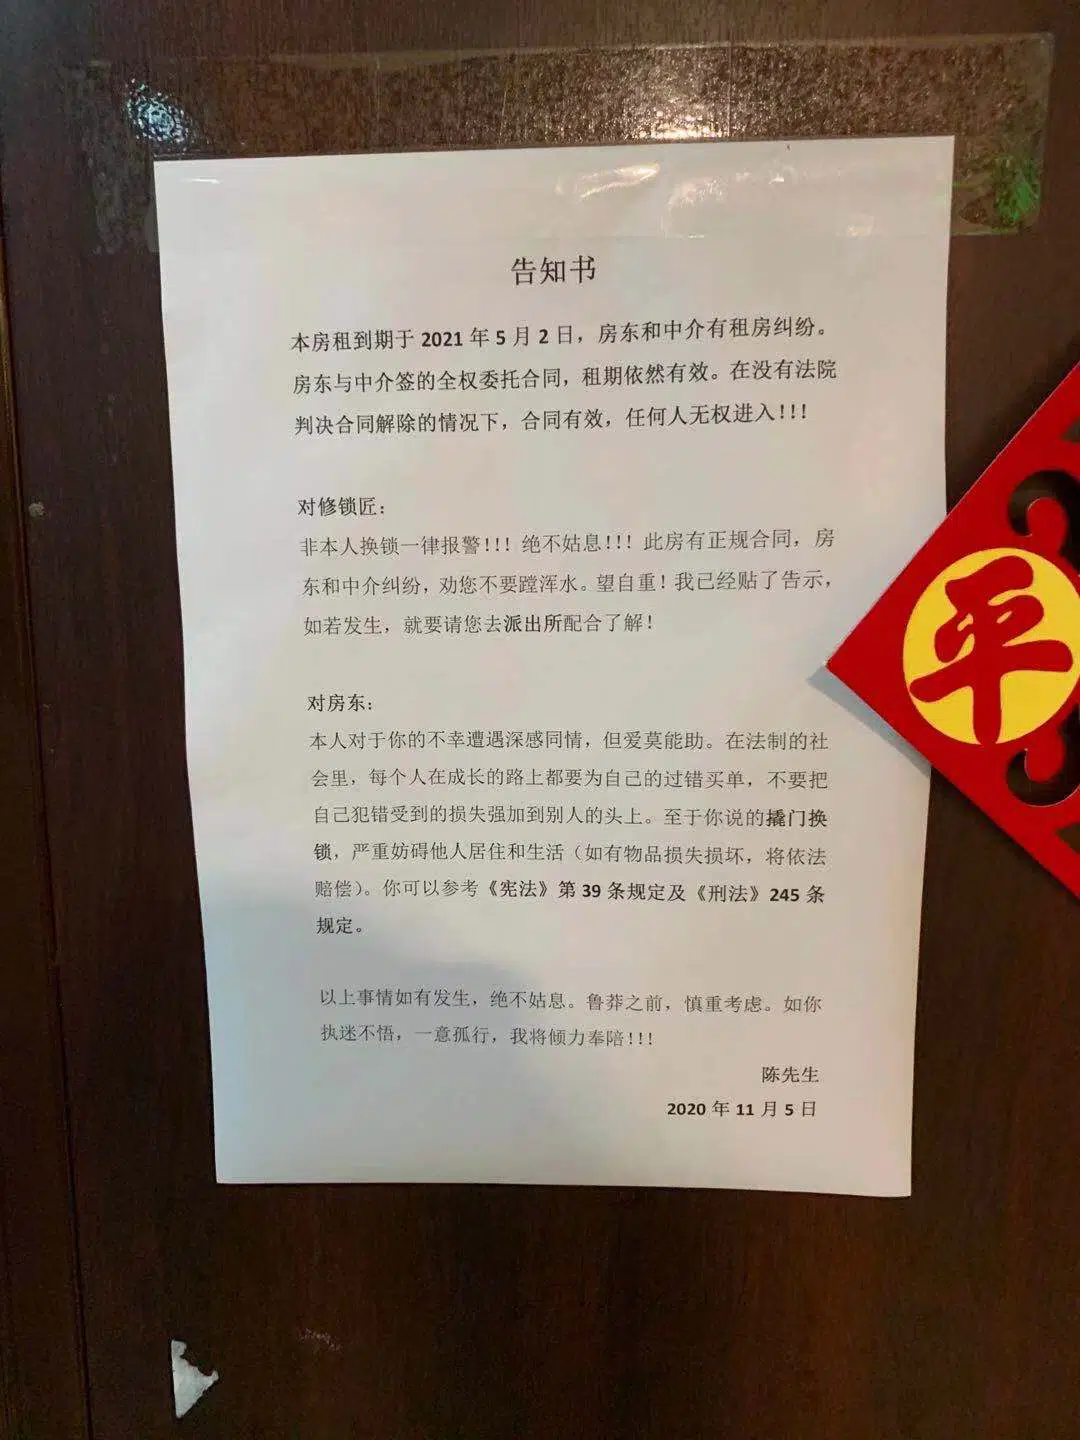 告知书
本房租到期于 2021 年 5 月 2 日，房东和中介有租房纠纷。
房东与中介签的全权委托合同，租期依然有效。在没有法院
判决合同解除的情况下，合同有效，任何人无权进入!!!
对修锁匠：
非本人换锁一律报警!!! 绝不姑息!!! 此房有正规合同，房
东和中介纠纷，劝您不要蹚浑水。望自重！我已经贴了告示，
如若发生，就要请您去派出所配合了解！
对房东：
本人对于你的不幸遭遇深感同情，但爱莫能助。在法制的社
会里，每个人在成长的路上都要为自己的过错买单，不要把
自己犯错受到的损失强加到别人的头上。至于你说的撬门换
锁，严重妨碍他人居住和生活（如有物品损失损坏，将依法
赔偿）。你可以参考《宪法》第 39 条规定及《刑法》245 条
规定。
以上事情如有发生，绝不姑息。鲁莽之前，慎重考虑。如你
执迷不悟，一意孤行，我将倾力奉陪!!!
陈先生
2020 年 11 月 5 日
平